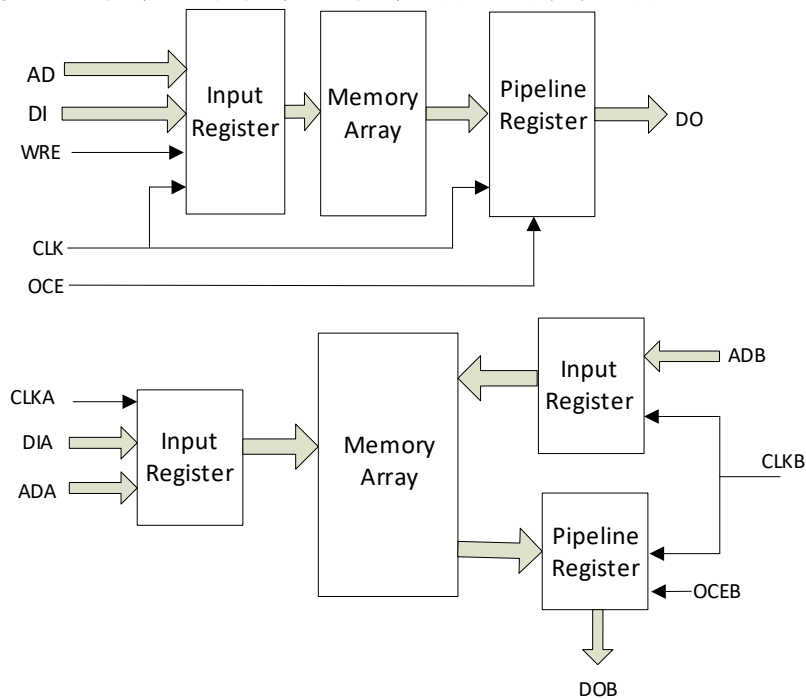 AD
DI
WRE
CLK
OCE
Input
Register
Memory
Array
Pipeline
Register
DO
CLKA
DIA
ADA
Input
Register
Memory
Array
Input
Register
ADB
CLKB
Pipeline
Register
OCEB
DOB